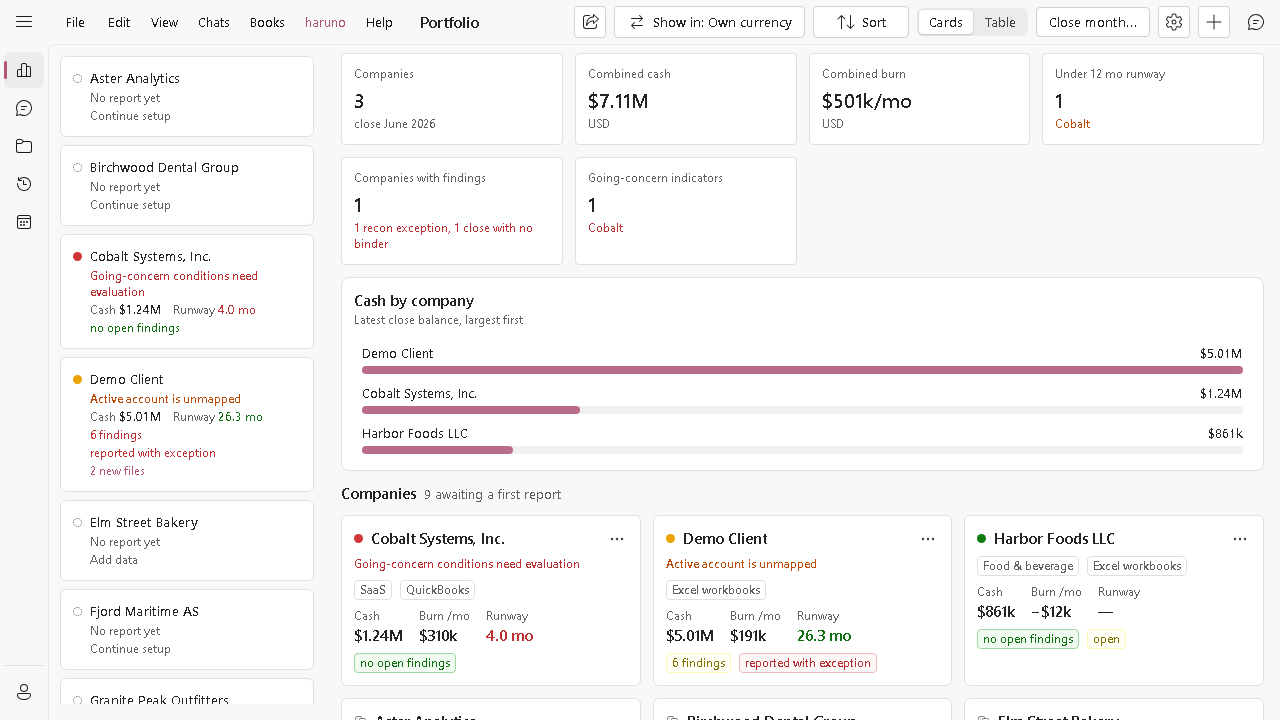 File Edit View Chats Books haruno Help Portfolio Show in: Own currency Sort Cards Table Close month...
Aster Analytics
No report yet
Continue setup
Birchwood Dental Group
No report yet
Continue setup
Cobalt Systems, Inc.
Going-concern conditions need
evaluation
Cash $1.24M Runway 4.0 mo
no open findings
Demo Client
Active account is unmapped
Cash $5.01M Runway 26.3 mo
6 findings
reported with exception
2 new files
Elm Street Bakery
No report yet
Add data
Fjord Maritime AS
No report yet
Continue setup
Granite Peak Outfitters
Companies
3
close June 2026
Combined cash
$7.11M
USD
Combined burn
$501k/mo
USD
Under 12 mo runway
1
Cobalt
Companies with findings
1
1 recon exception, 1 close with no
binder
Going-concern indicators
1
Cobalt
Cash by company
Latest close balance, largest first
Demo Client $5.01M
Cobalt Systems, Inc. $1.24M
Harbor Foods LLC $861k
Companies 9 awaiting a first report
Cobalt Systems, Inc.
Going-concern conditions need evaluation
SaaS QuickBooks
Cash Burn /mo Runway
$1.24M $310k 4.0 mo
no open findings
Demo Client
Active account is unmapped
Excel workbooks
Cash Burn /mo Runway
$5.01M $191k 26.3 mo
6 findings reported with exception
Harbor Foods LLC
Food & beverage Excel workbooks
Cash Burn /mo Runway
$861k −$12k —
no open findings open
Aster Analytics
Birchwood Dental Group
Elm Street Bakery